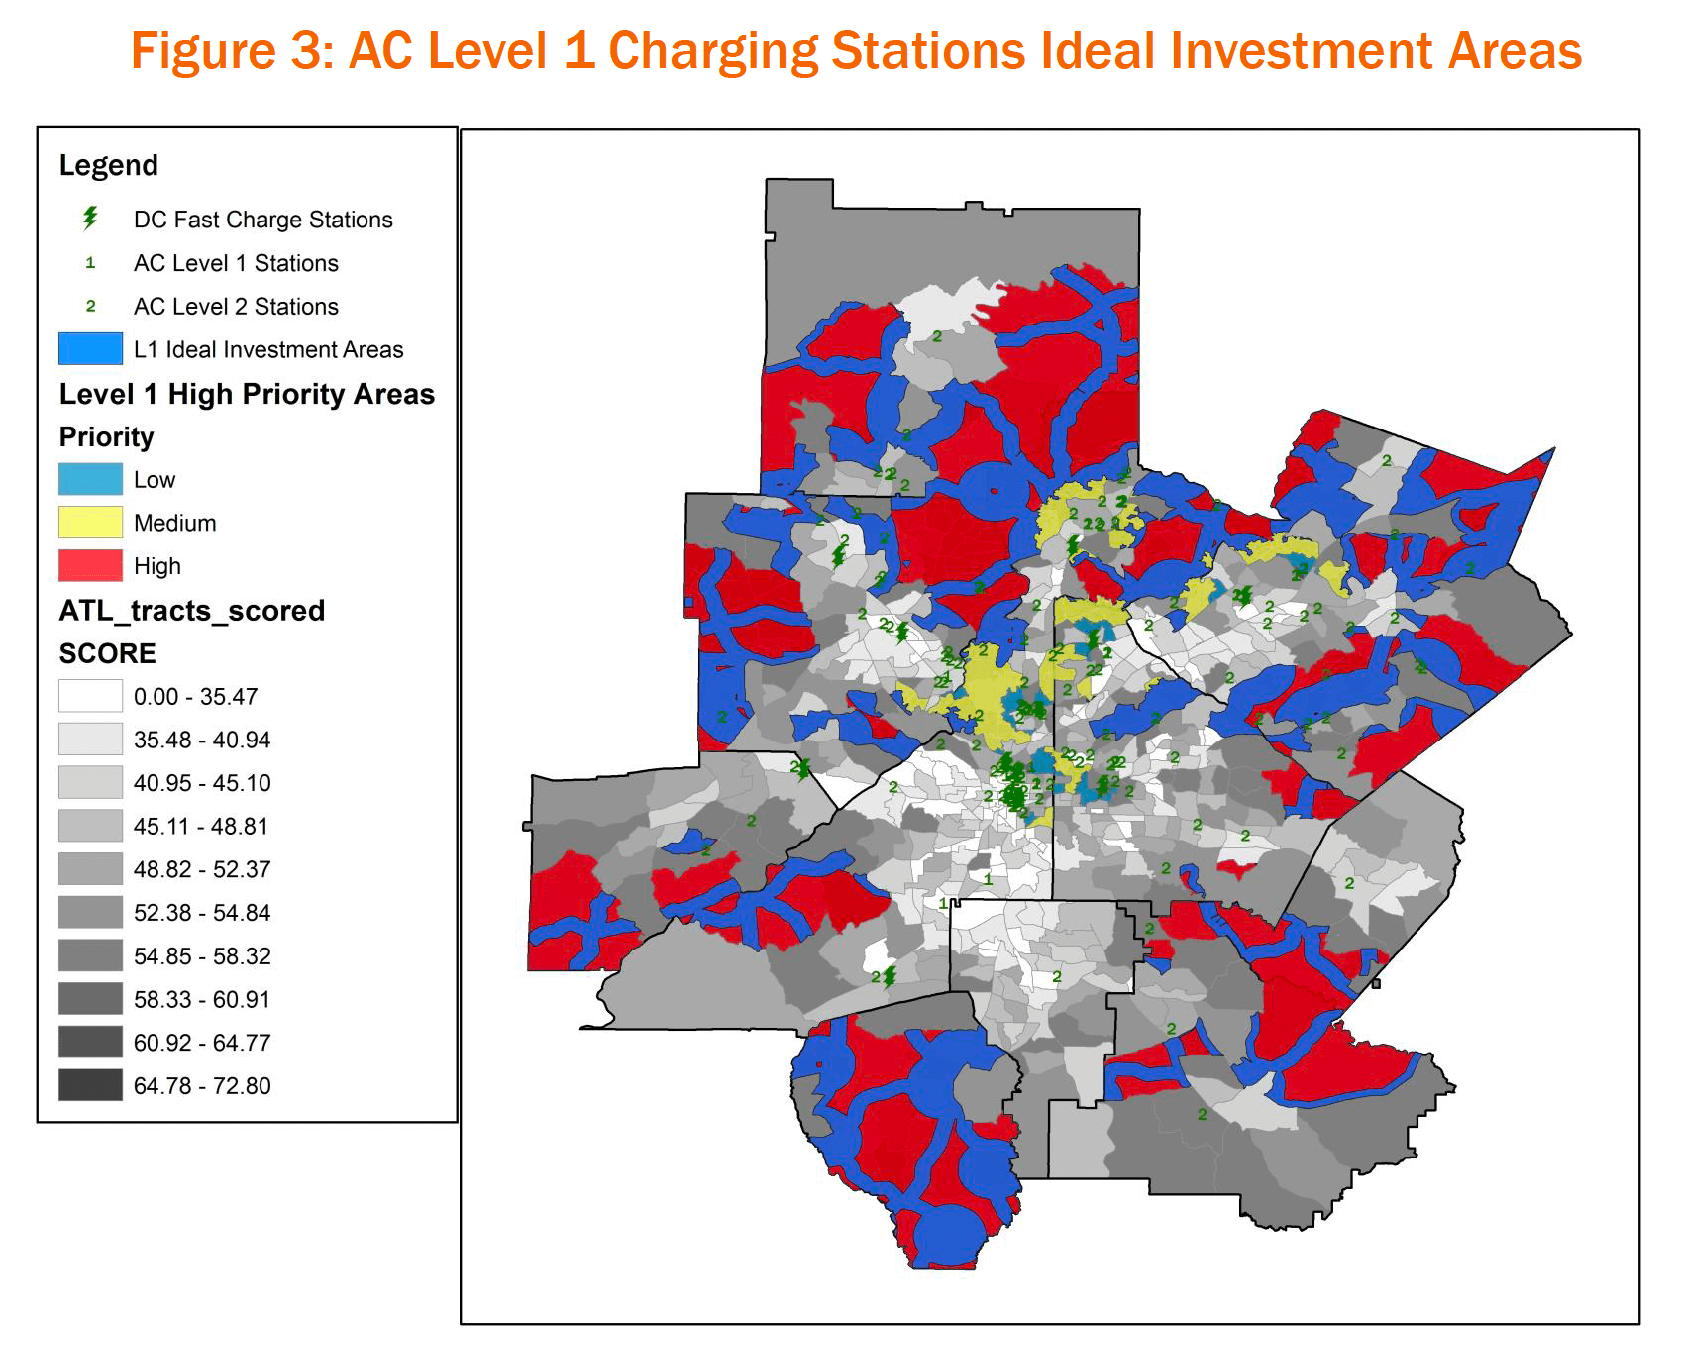 Figure 3: AC Level 1 Charging Stations Ideal Investment Areas
Legend
DC Fast Charge Stations
1 AC Level 1 Stations
2 AC Level 2 Stations
L1 Ideal Investment Areas
Level 1 High Priority Areas
Priority
Low
Medium
High
ATL_tracts_scored
SCORE
0.00 - 35.47
35.48 - 40.94
40.95 - 45.10
45.11 - 48.81
48.82 - 52.37
52.38 - 54.84
54.85 - 58.32
58.33 - 60.91
60.92 - 64.77
64.78 - 72.80